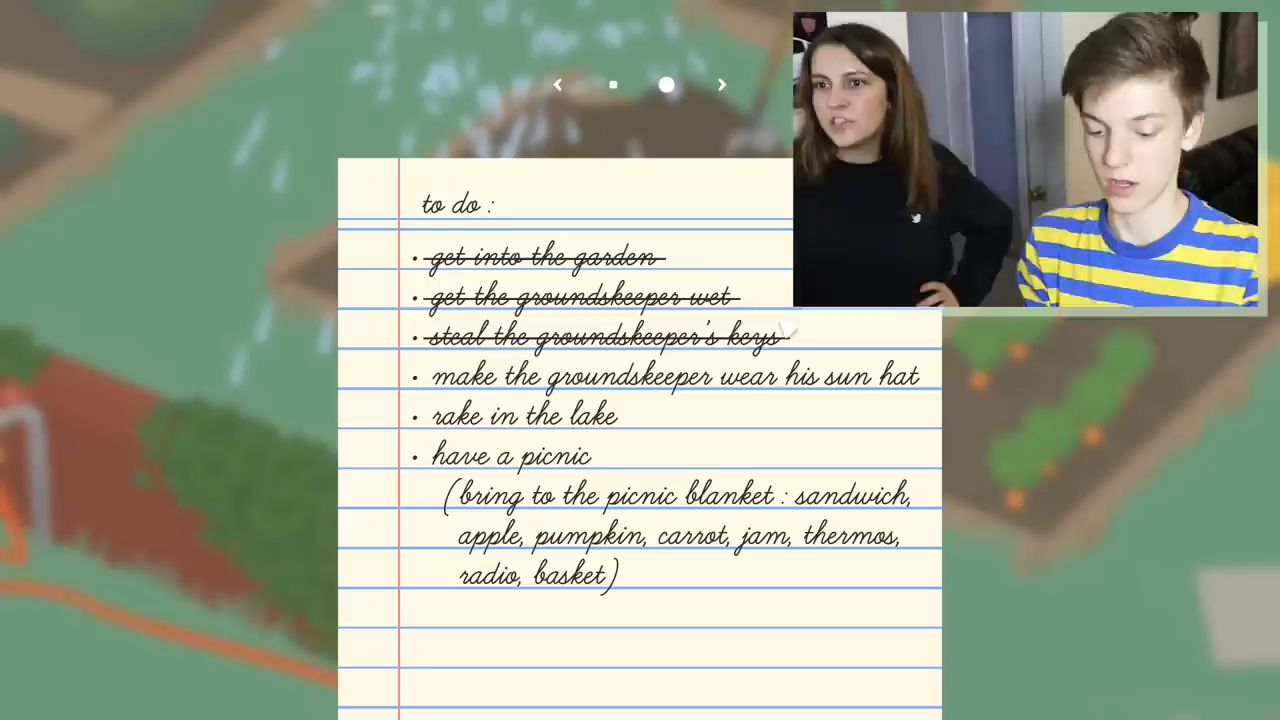 to do :
• get into the garden
• get the groundskeeper wet
• steal the groundskeeper's keys
• make the groundskeeper wear his sun hat
• rake in the lake
• have a picnic
(bring to the picnic blanket : sandwich,
apple, pumpkin, carrot, jam, thermos,
radio, basket)